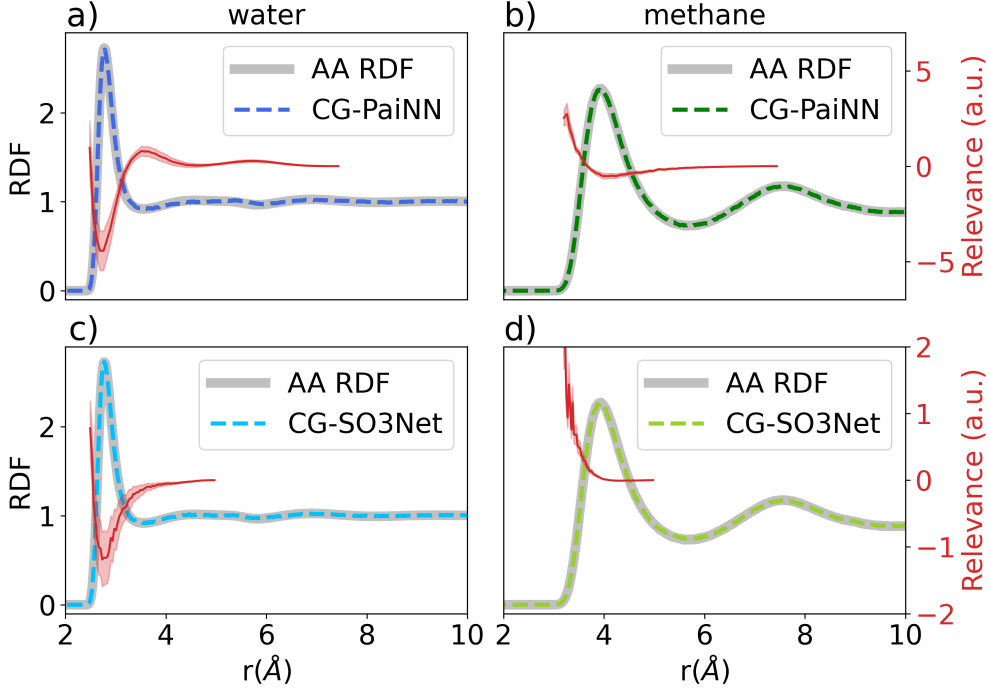 a) water
b) methane
AA RDF
CG-PaiNN
AA RDF
CG-PaiNN
RDF
2
1
0
5
0
−5
Relevance (a.u.)
c)
d)
AA RDF
CG-SO3Net
AA RDF
CG-SO3Net
RDF
2
1
0
2
1
0
−1
−2
Relevance (a.u.)
2 4 6 8 10
2 4 6 8 10
r(Å)
r(Å)